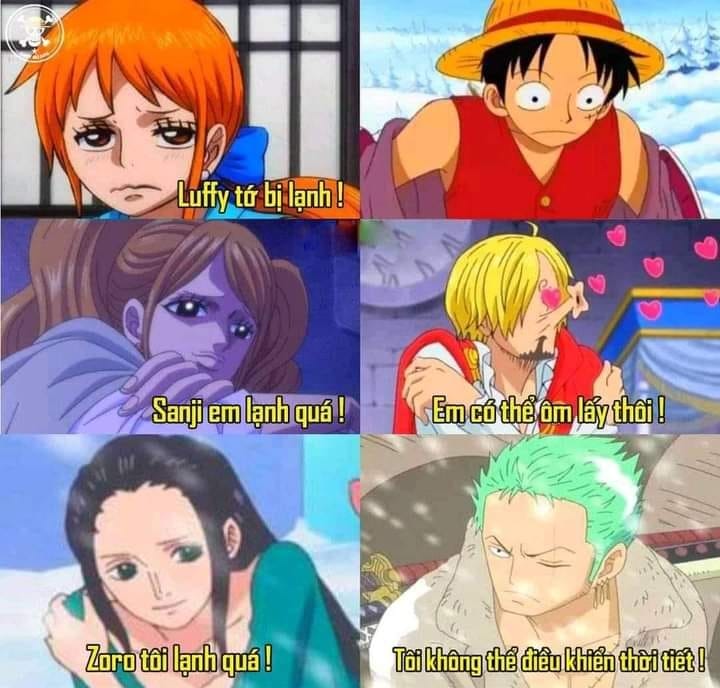 Luffy tớ bị lạnh !
Sanji em lạnh quá !
Em có thể ôm lấy thôi !
Zoro tôi lạnh quá !
Tôi không thể điều khiển thời tiết !